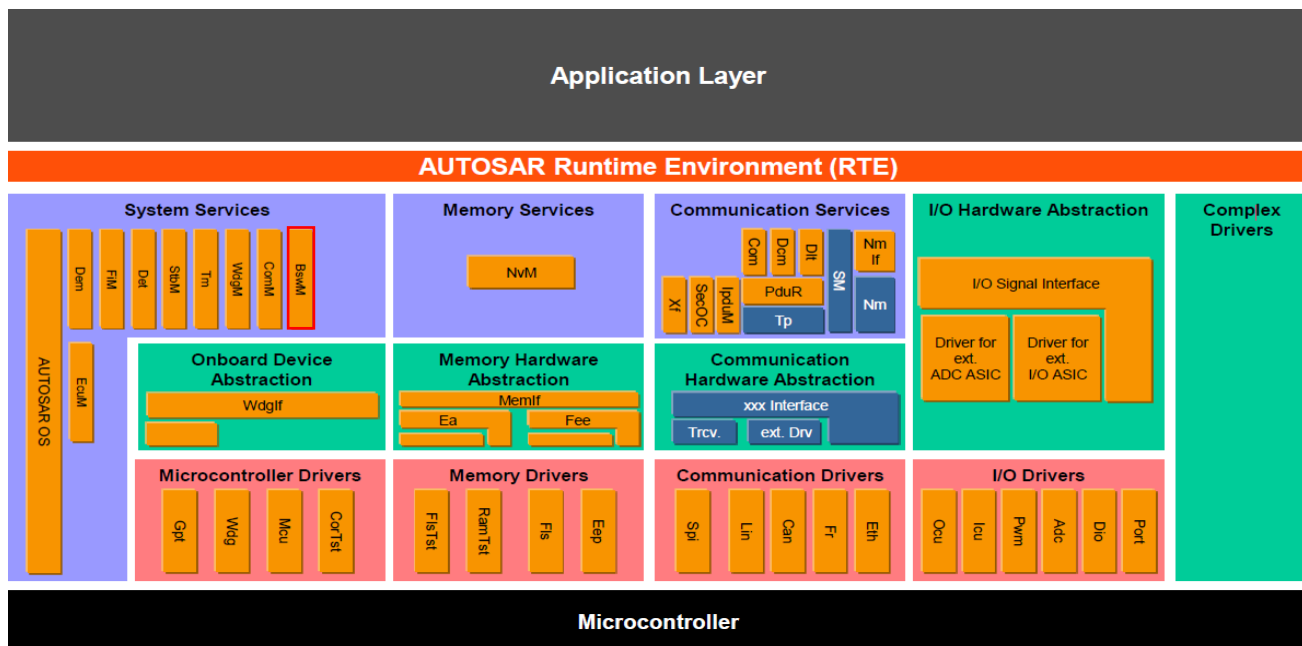 Application Layer
AUTOSAR Runtime Environment (RTE)
System Services
AUTOSAR OS
Dem
FiM
Det
StbM
Tm
WdgM
ComM
BswM
EcuM
Memory Services
NvM
Communication Services
Com
Dcm
Dlt
SM
Nm
If
Xf
SecOC
IpduM
PduR
Tp
Nm
I/O Hardware Abstraction
I/O Signal Interface
Driver for
ext.
ADC ASIC
Driver for
ext.
I/O ASIC
Complex
Drivers
Onboard Device
Abstraction
WdgIf
Memory Hardware
Abstraction
MemIf
Ea
Fee
Communication
Hardware Abstraction
xxx Interface
Trcv.
ext. Drv
Microcontroller Drivers
Gpt
Wdg
Mcu
CorTst
Memory Drivers
FlsTst
RamTst
Fls
Eep
Communication Drivers
Spi
Lin
Can
Fr
Eth
I/O Drivers
Ocu
Icu
Pwm
Adc
Dio
Port
Microcontroller